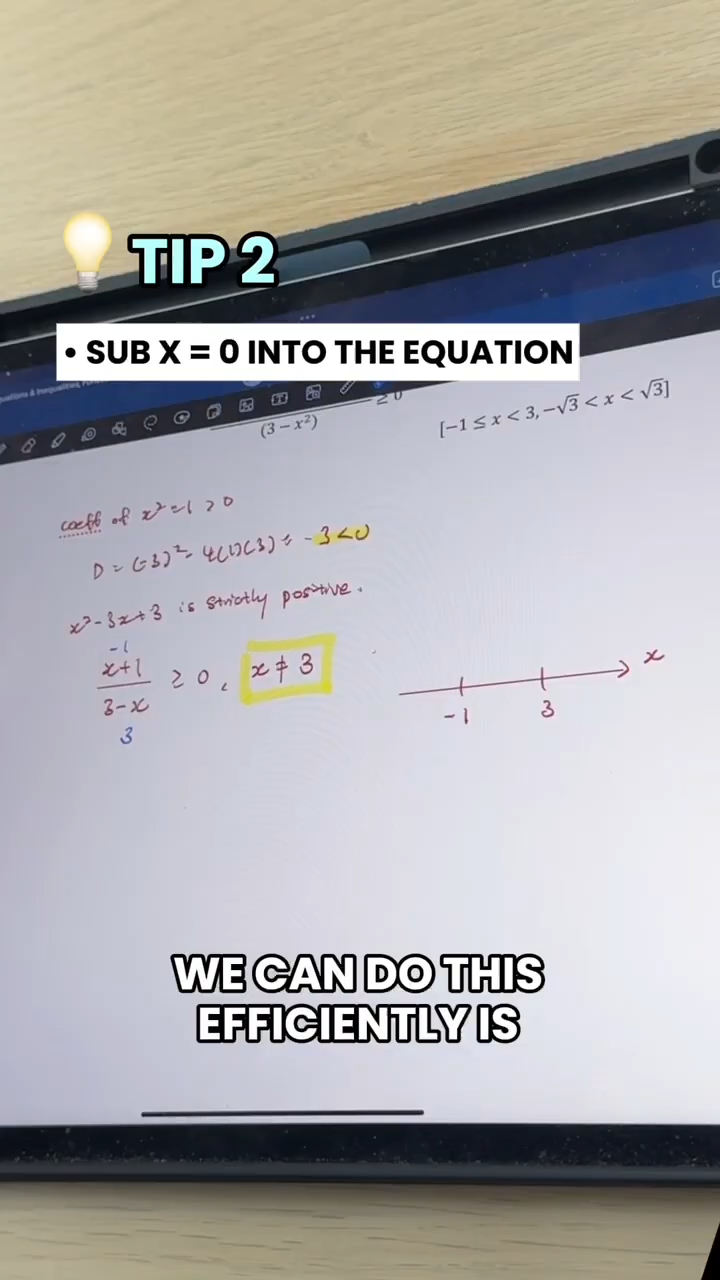 💡 TIP 2
• SUB X = 0 INTO THE EQUATION
≥ 0
(3 − x²)
[−1 ≤ x < 3, −√3 < x < √3]
coeff of x² = 1 > 0
D = (-3)² - 4(1)(3) = -3 < 0
x² - 3x + 3 is strictly positive.
-1
x+1
≥ 0, x ≠ 3
3-x
3
x
-1 3
WE CAN DO THIS
EFFICIENTLY IS